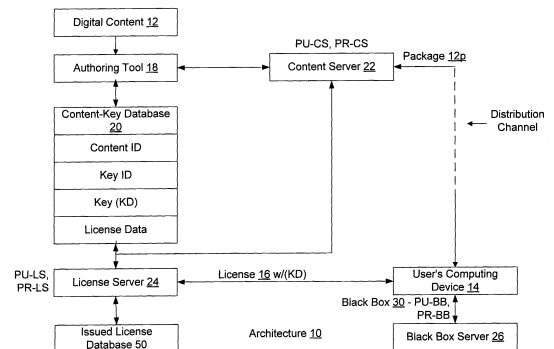 Digital Content 12
PU-CS, PR-CS
Authoring Tool 18
Content Server 22
Package 12p
Distribution
Channel
Content-Key Database
20
Content ID
Key ID
Key (KD)
License Data
PU-LS,
PR-LS
License Server 24
License 16 w/(KD)
User's Computing
Device 14
Black Box 30 - PU-BB,
PR-BB
Issued License
Database 50
Architecture 10
Black Box Server 26